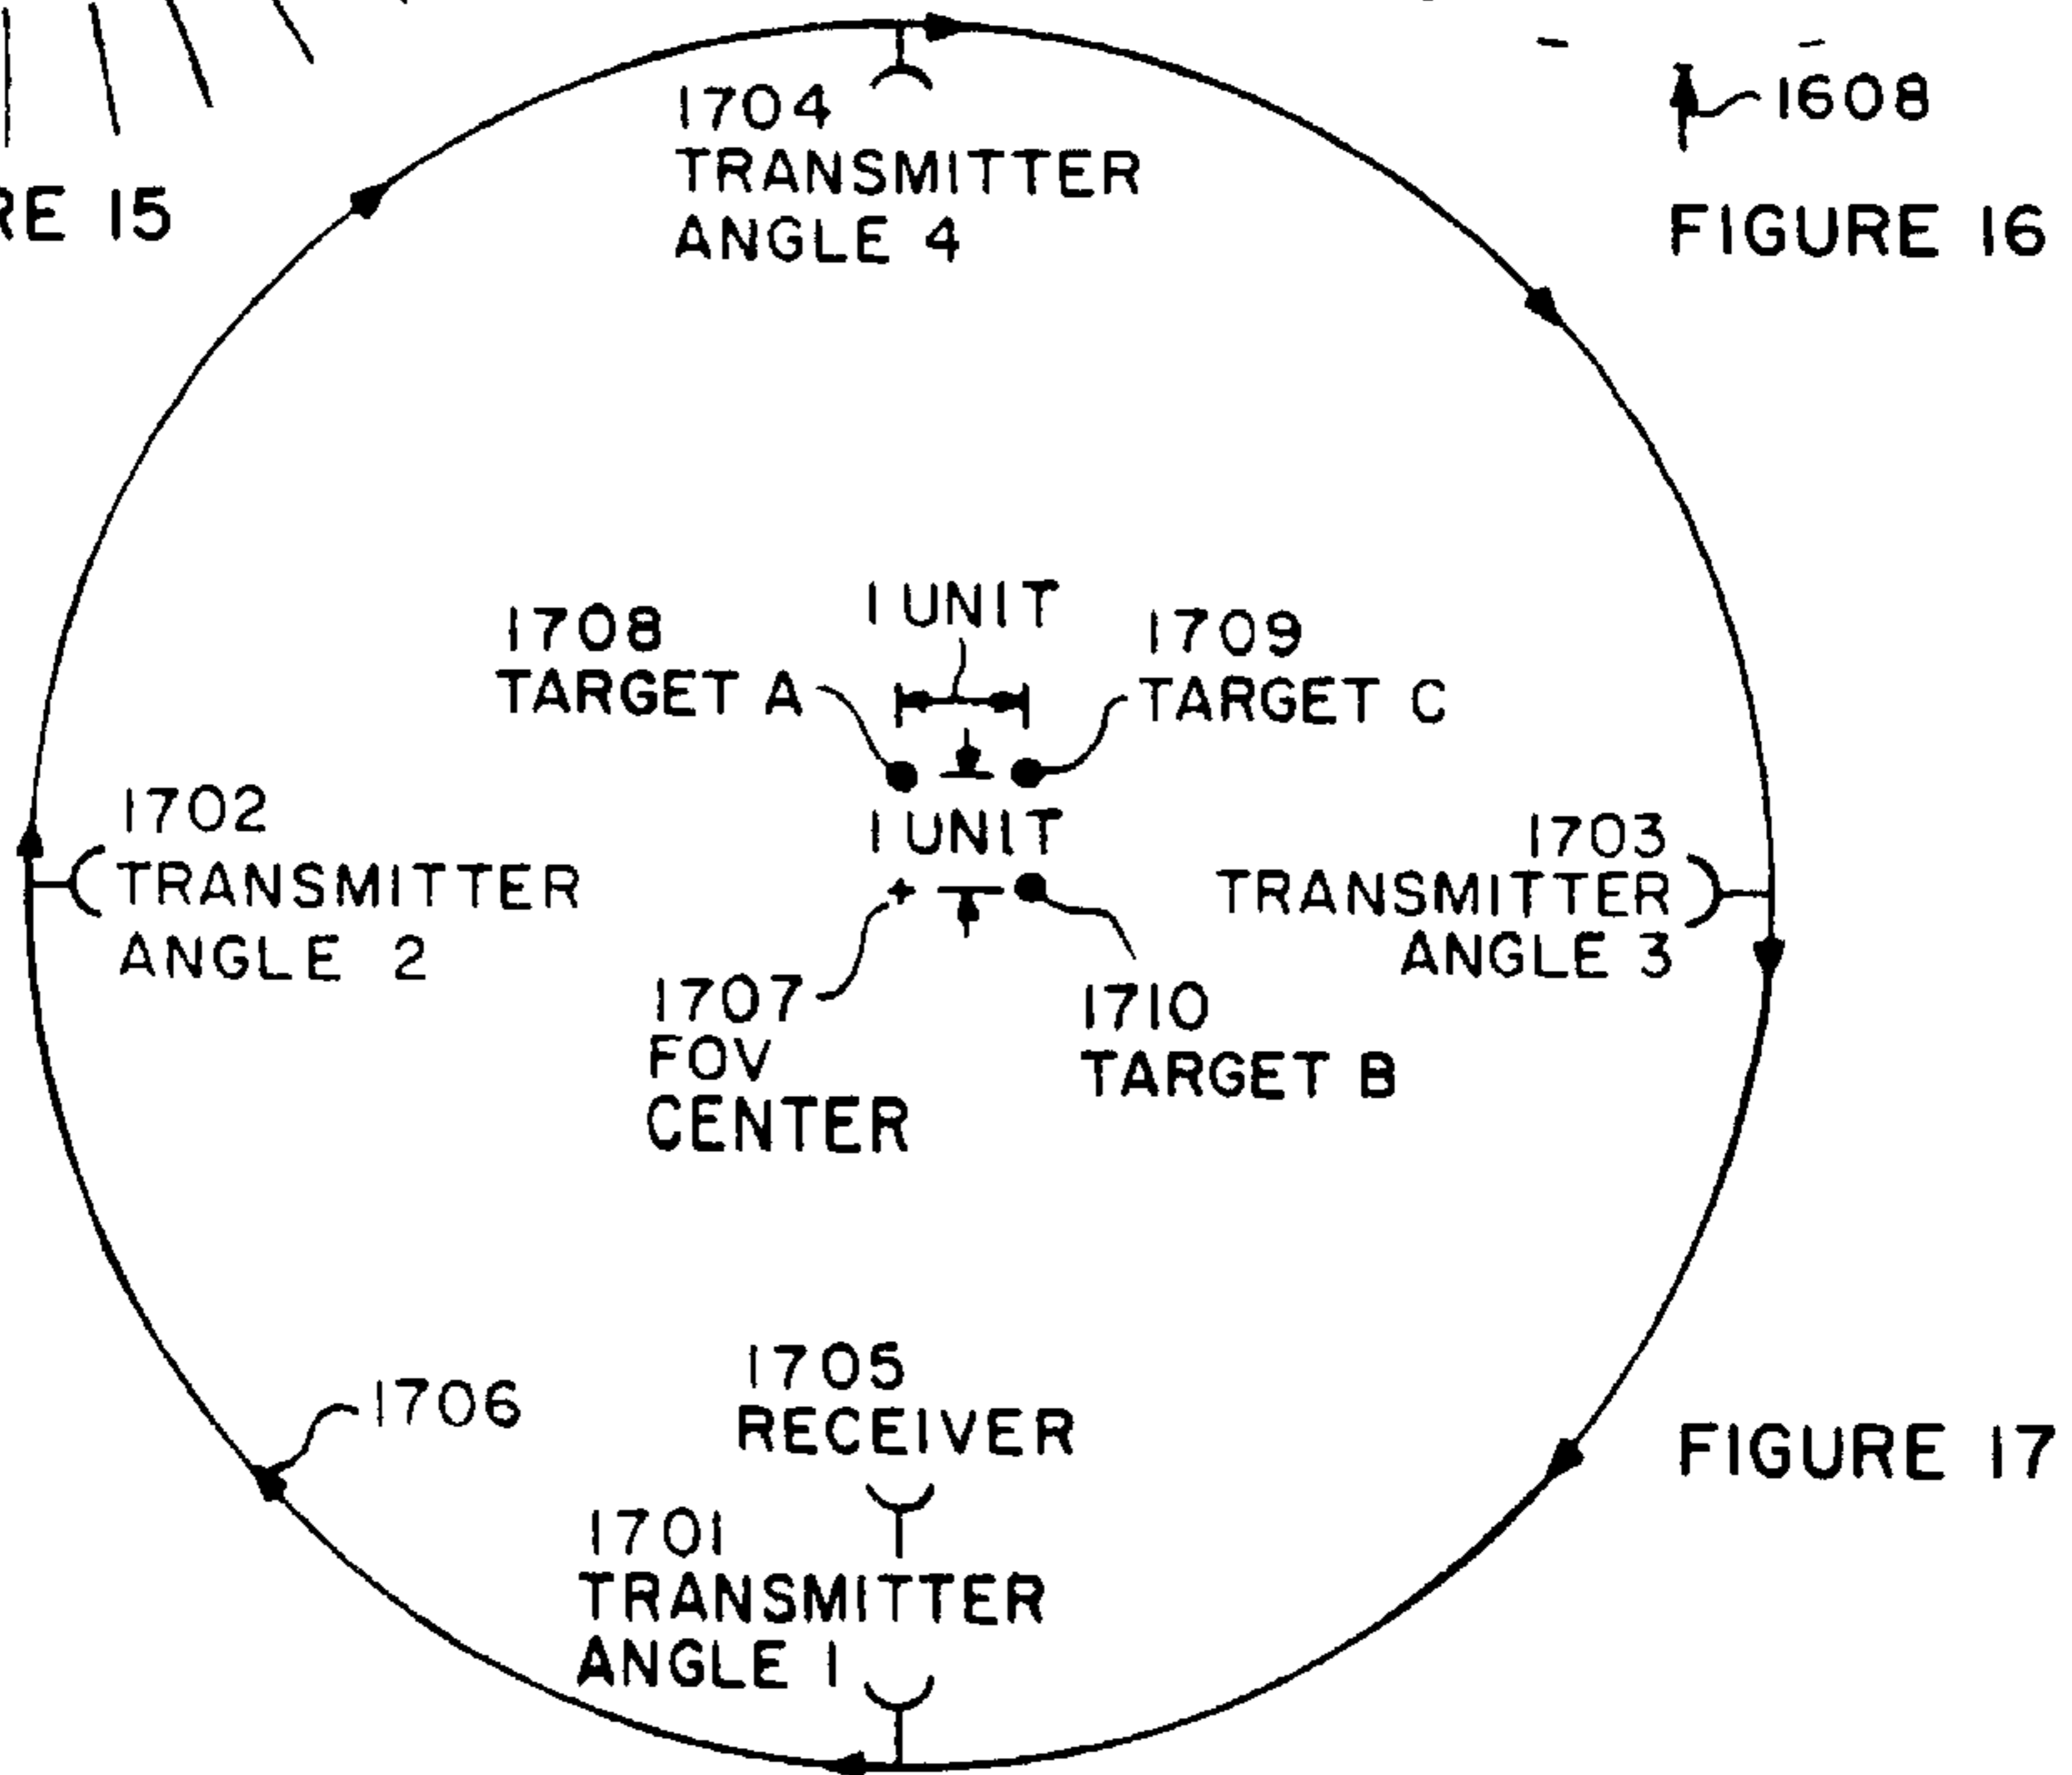 1704
TRANSMITTER
ANGLE 4
1608
RE 15
FIGURE 16
1 UNIT
1708
TARGET A
1709
TARGET C
1702
TRANSMITTER
ANGLE 2
1 UNIT
1703
TRANSMITTER
ANGLE 3
1707
FOV
CENTER
1710
TARGET B
1705
RECEIVER
1706
FIGURE 17
1701
TRANSMITTER
ANGLE 1